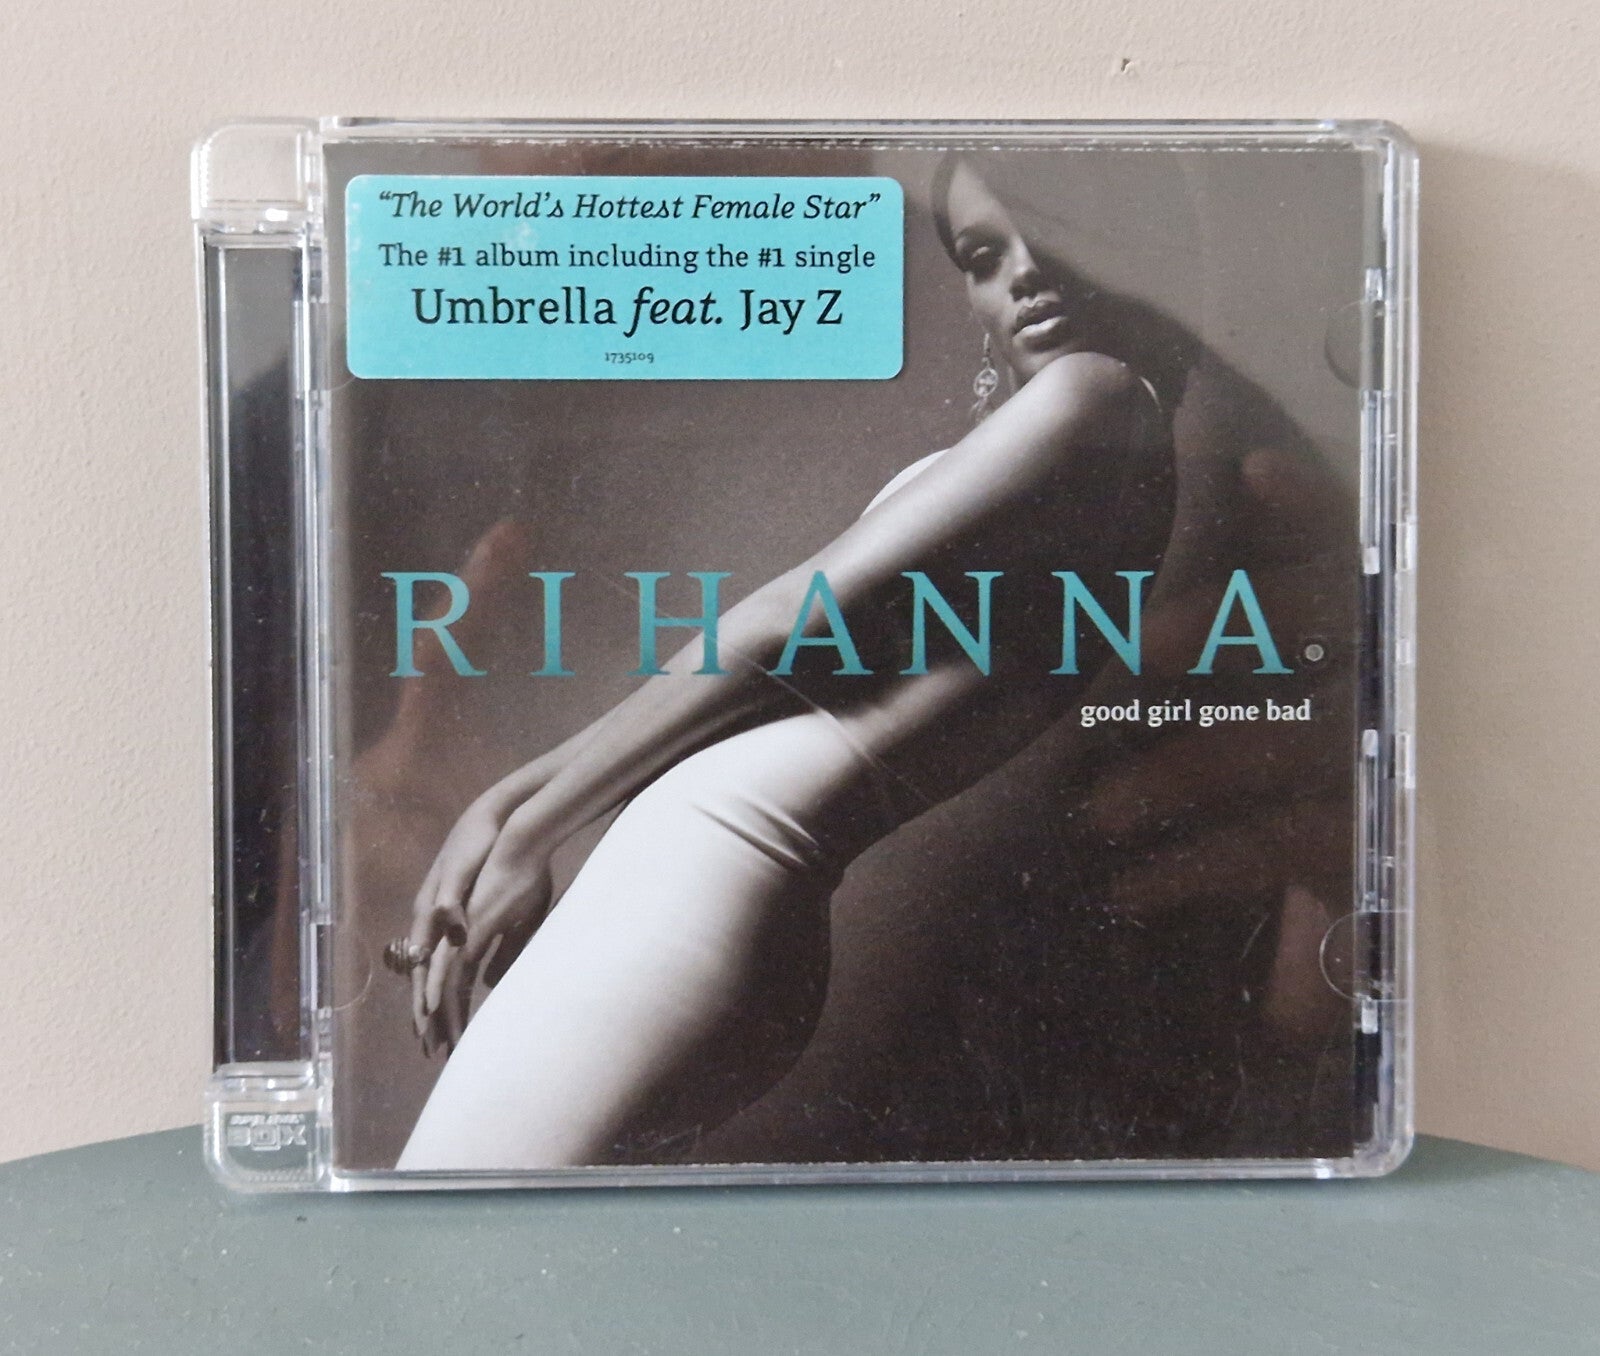 “The World's Hottest Female Star”
The #1 album including the #1 single
Umbrella feat. Jay Z
1735109
RIHANNA
good girl gone bad